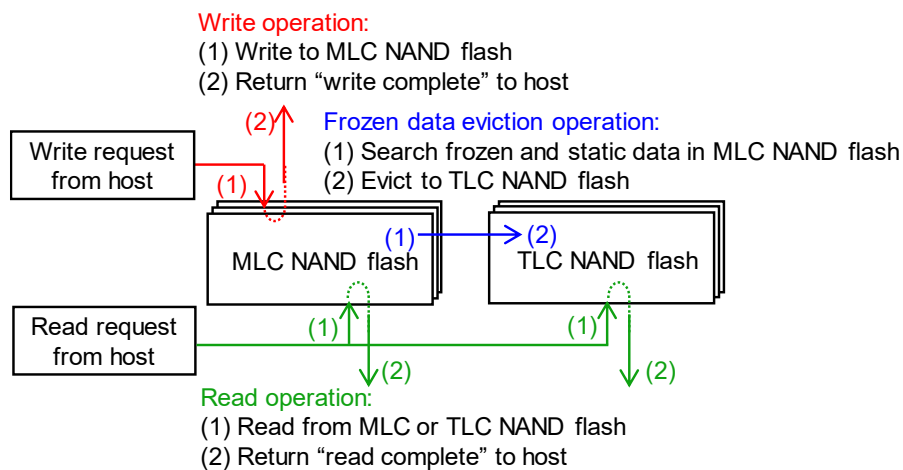 Write operation:
(1) Write to MLC NAND flash
(2) Return “write complete” to host
(2)
Frozen data eviction operation:
(1) Search frozen and static data in MLC NAND flash
(2) Evict to TLC NAND flash
Write request
from host
(1)
(1)
(2)
MLC NAND flash
TLC NAND flash
Read request
from host
(1)
(1)
(2)
(2)
Read operation:
(1) Read from MLC or TLC NAND flash
(2) Return “read complete” to host